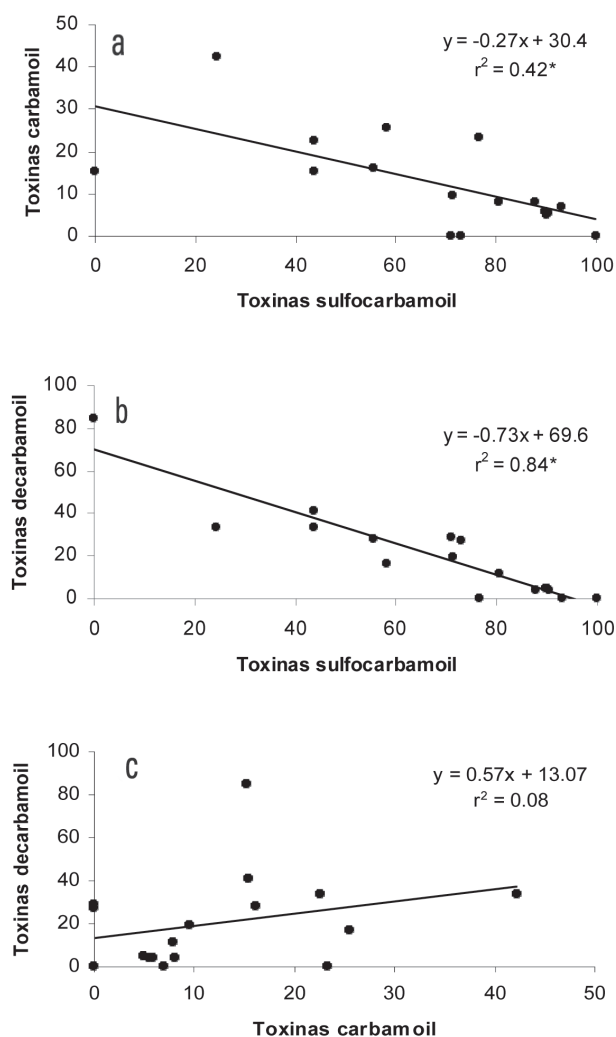 a
y = -0.27x + 30.4
r² = 0.42*
Toxinas carbamoil
50
40
30
20
10
0
0 20 40 60 80 100
Toxinas sulfocarbamoil
b
y = -0.73x + 69.6
r² = 0.84*
Toxinas decarbamoil
100
80
60
40
20
0
0 20 40 60 80 100
Toxinas sulfocarbamoil
c
y = 0.57x + 13.07
r² = 0.08
Toxinas decarbamoil
100
80
60
40
20
0
0 10 20 30 40 50
Toxinas carbamoil